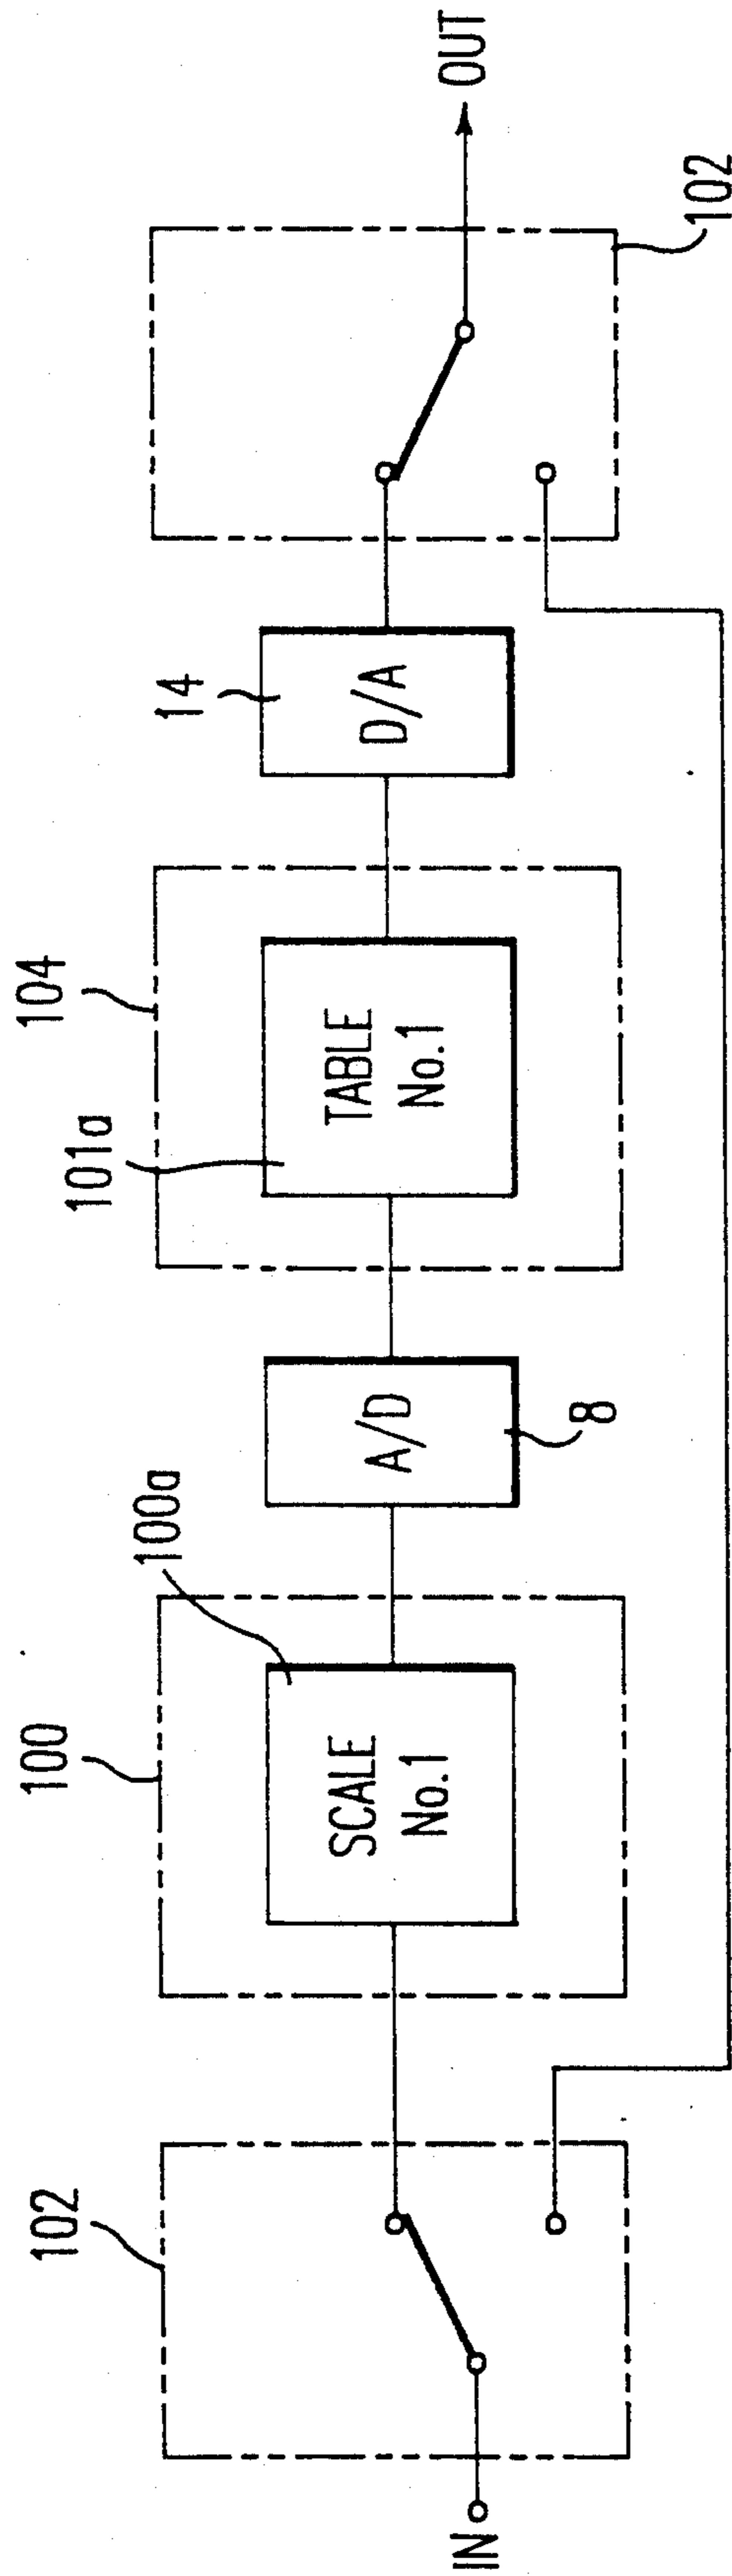 102
100
100a
104
101a
14
IN
SCALE
No.1
A/D
8
TABLE
No.1
D/A
102
OUT